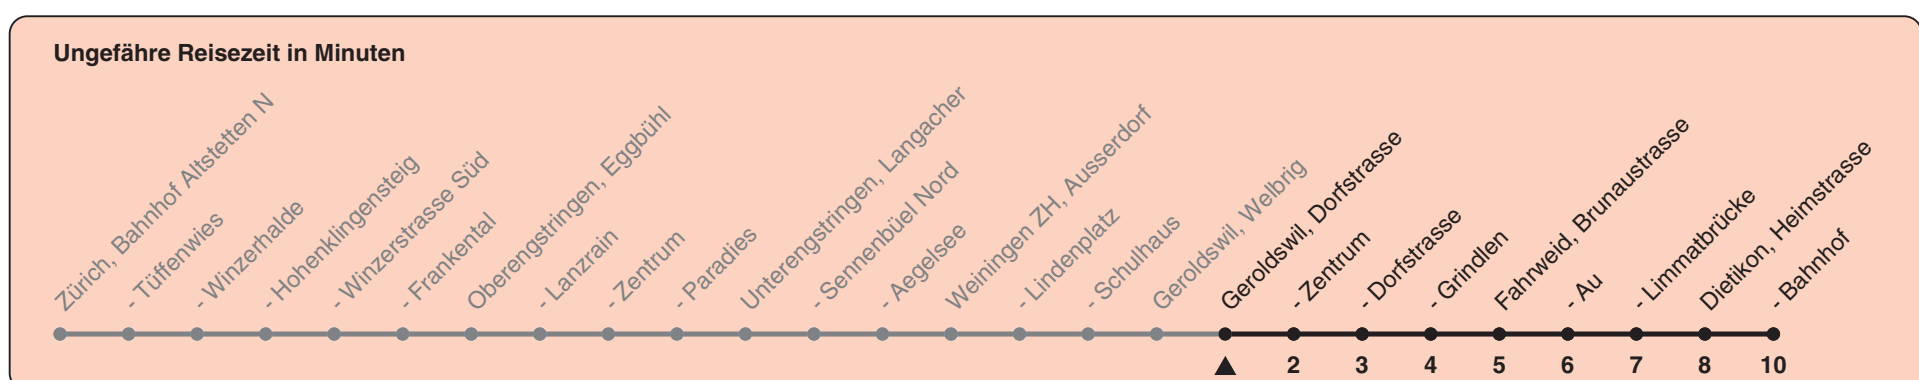 Ungefähre Reisezeit in Minuten
Zürich, Bahnhof Altstetten N
- Tüffenwies
- Winzerhalde
- Hohenklingensteig
- Winzerstrasse Süd
- Frankental
Oberengstringen, Eggbühl
- Lanzrain
- Zentrum
- Paradies
Unterengstringen, Langacher
- Sennenbüel Nord
- Aegelsee
Weiningen ZH, Ausserdorf
- Lindenplatz
- Schulhaus
Geroldswil, Welbrig
Geroldswil, Dorfstrasse
- Zentrum
- Dorfstrasse
- Grindlen
Fahrweid, Brunaustrasse
- Au
- Limmatbrücke
Dietikon, Heimstrasse
- Bahnhof
2 3 4 5 6 7 8 10